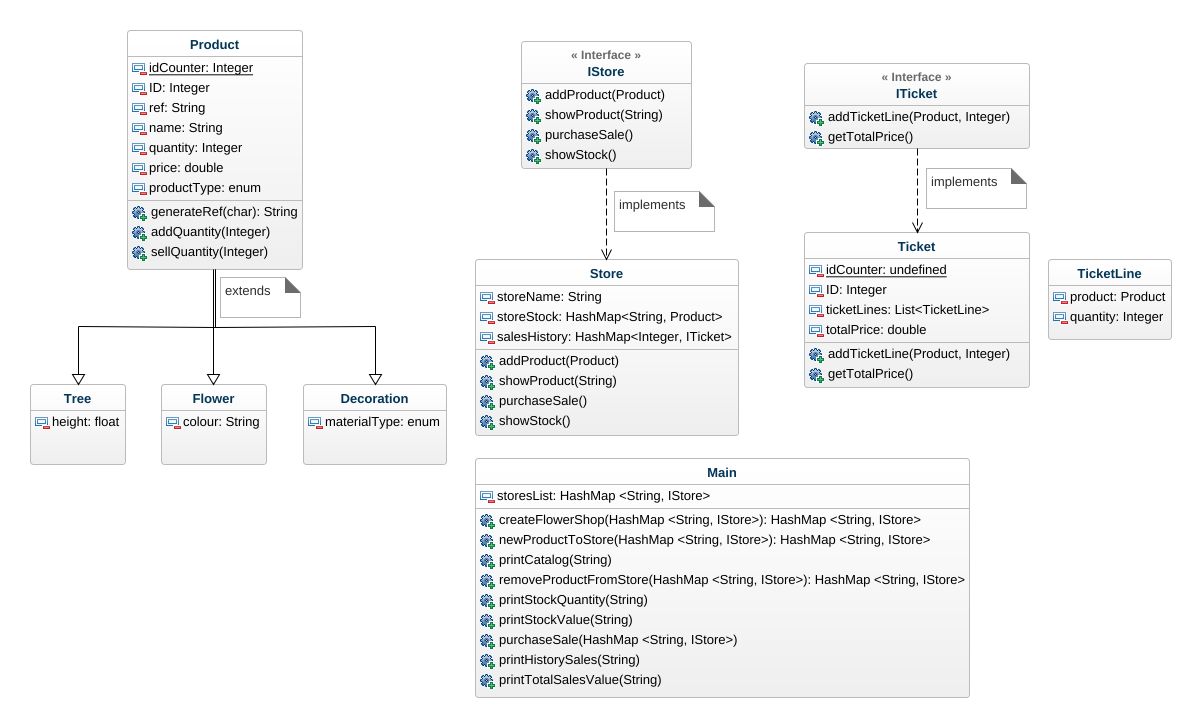 Product
idCounter: Integer
ID: Integer
ref: String
name: String
quantity: Integer
price: double
productType: enum
generateRef(char): String
addQuantity(Integer)
sellQuantity(Integer)
extends
Tree
height: float
Flower
colour: String
Decoration
materialType: enum
« Interface »
IStore
addProduct(Product)
showProduct(String)
purchaseSale()
showStock()
implements
Store
storeName: String
storeStock: HashMap<String, Product>
salesHistory: HashMap<Integer, ITicket>
addProduct(Product)
showProduct(String)
purchaseSale()
showStock()
« Interface »
ITicket
addTicketLine(Product, Integer)
getTotalPrice()
implements
Ticket
idCounter: undefined
ID: Integer
ticketLines: List<TicketLine>
totalPrice: double
addTicketLine(Product, Integer)
getTotalPrice()
TicketLine
product: Product
quantity: Integer
Main
storesList: HashMap <String, IStore>
createFlowerShop(HashMap <String, IStore>): HashMap <String, IStore>
newProductToStore(HashMap <String, IStore>): HashMap <String, IStore>
printCatalog(String)
removeProductFromStore(HashMap <String, IStore>): HashMap <String, IStore>
printStockQuantity(String)
printStockValue(String)
purchaseSale(HashMap <String, IStore>)
printHistorySales(String)
printTotalSalesValue(String)